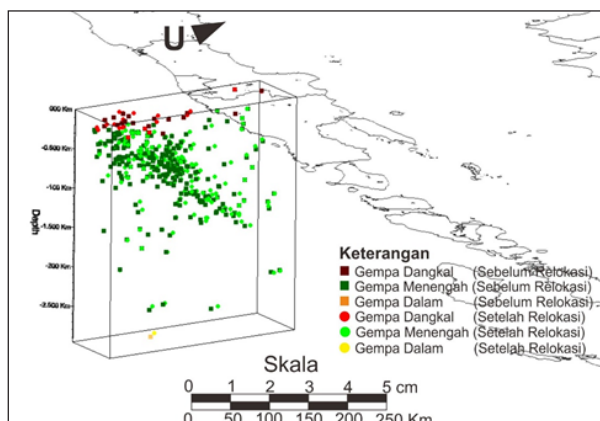 U
000 Km
-0.500 Km
-100 Km
-1.500 Km
-200 Km
-2.500 Km
Depth
Keterangan
Gempa Dangkal (Sebelum Relokasi)
Gempa Menengah (Sebelum Relokasi)
Gempa Dalam (Sebelum Relokasi)
Gempa Dangkal (Setelah Relokasi)
Gempa Menengah (Setelah Relokasi)
Gempa Dalam (Setelah Relokasi)
Skala
0 1 2 3 4 5 cm
0 50 100 150 200 250 Km